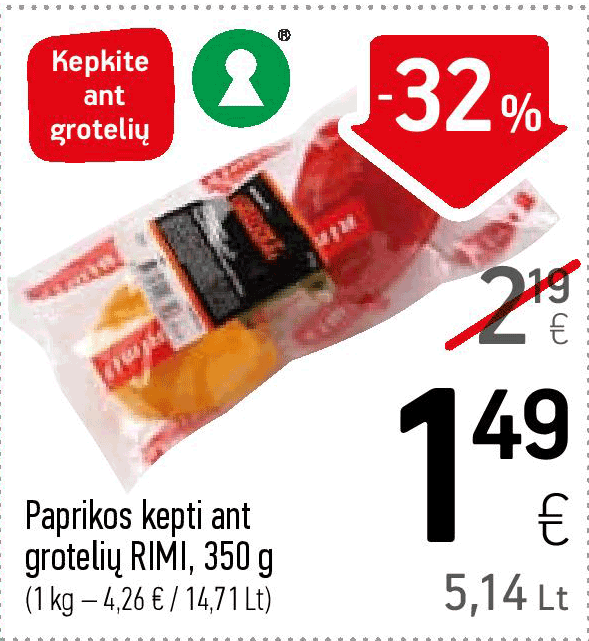 Kepkite
ant
grotelių
®
-32%
RIMI
2 19
€
1 49
€
5,14 Lt
Paprikos kepti ant
grotelių RIMI, 350 g
(1 kg – 4,26 € / 14,71 Lt)